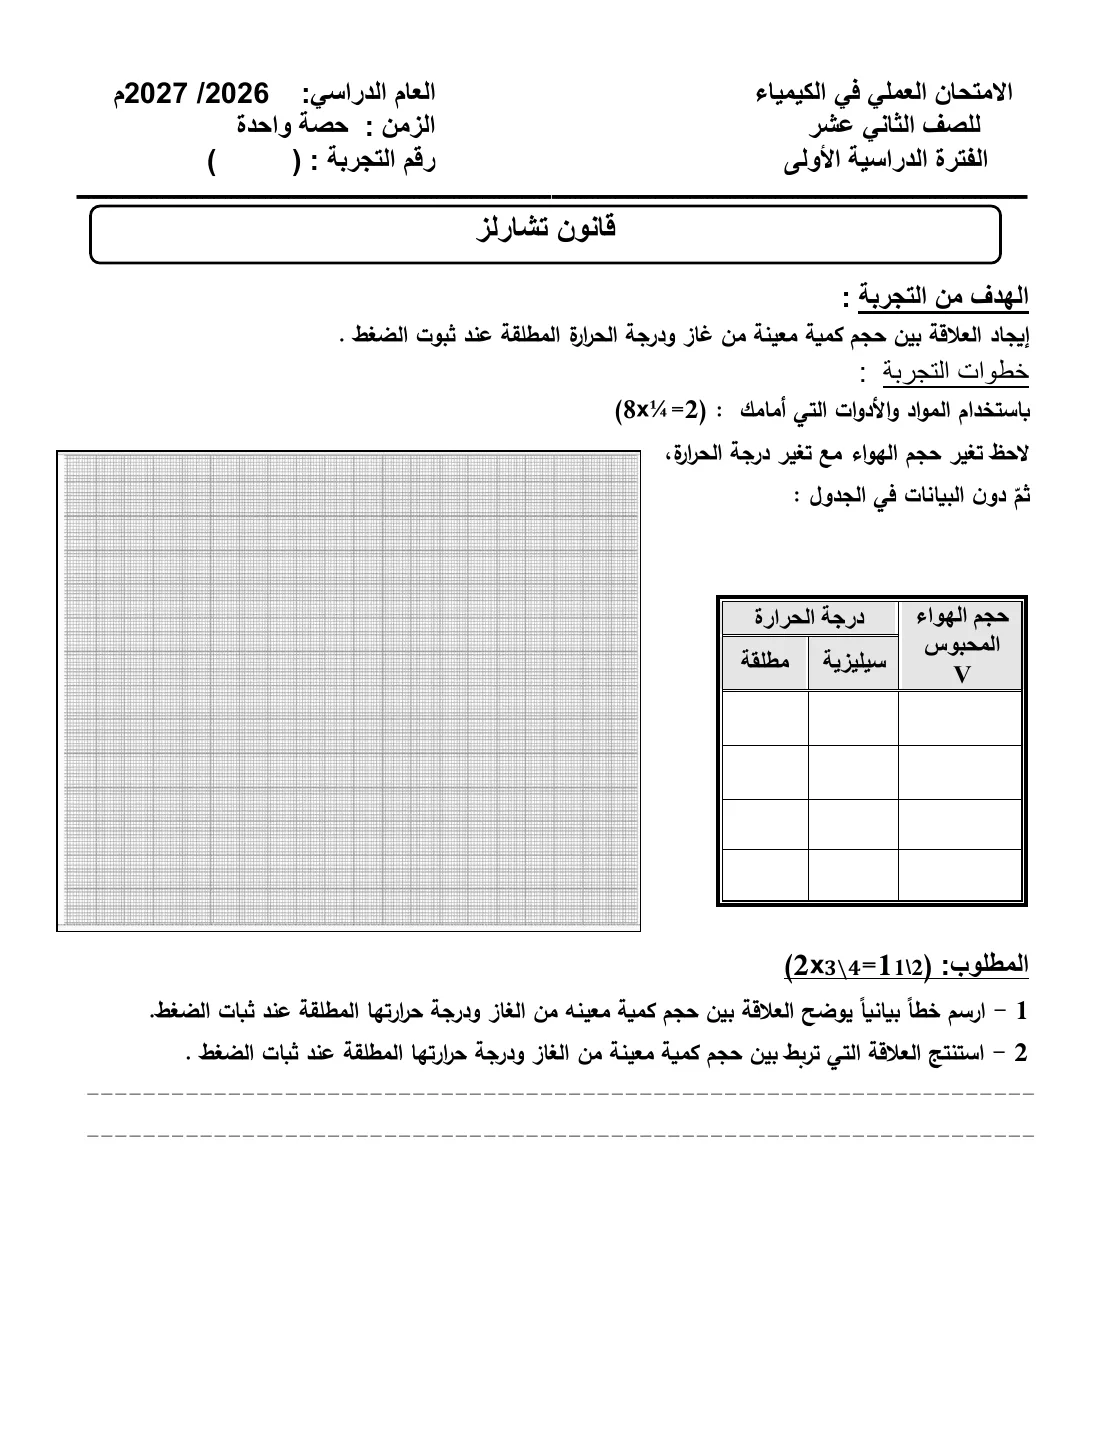 الامتحان العملي في الكيمياء
العام الدراسي: 2026/ 2027م
للصف الثاني عشر
الزمن : حصة واحدة
الفترة الدراسية الأولى
رقم التجربة : ( )
قانون تشارلز
الهدف من التجربة :
إيجاد العلاقة بين حجم كمية معينة من غاز ودرجة الحرارة المطلقة عند ثبوت الضغط .
خطوات التجربة :
باستخدام المواد والأدوات التي أمامك : (8x¼=2)
لاحظ تغير حجم الهواء مع تغير درجة الحرارة،
ثمّ دون البيانات في الجدول :
حجم الهواء المحبوس V
درجة الحرارة
سيليزية
مطلقة
المطلوب: (2x3\4=11\2)
1 – ارسم خطاً بيانياً يوضح العلاقة بين حجم كمية معينه من الغاز ودرجة حرارتها المطلقة عند ثبات الضغط.
2 – استنتج العلاقة التي تربط بين حجم كمية معينة من الغاز ودرجة حرارتها المطلقة عند ثبات الضغط .